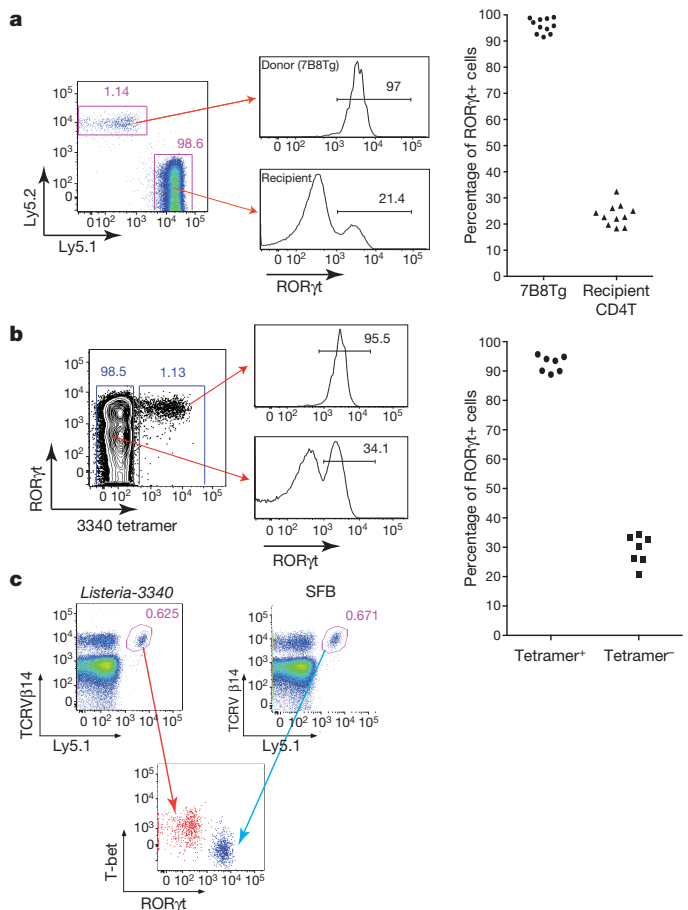 a
1.14
98.6
10⁵
10⁴
10³
10²
0
Ly5.2
0 10² 10³ 10⁴ 10⁵
Ly5.1
Donor (7B8Tg)
97
0 10² 10³ 10⁴ 10⁵
Recipient
21.4
0 10² 10³ 10⁴ 10⁵
RORγt
Percentage of RORγt+ cells
100
90
80
70
60
50
40
30
20
10
0
7B8Tg
Recipient
CD4T
b
98.5
1.13
10⁵
10⁴
10³
10²
0
RORγt
0 10² 10³ 10⁴ 10⁵
3340 tetramer
95.5
0 10² 10³ 10⁴ 10⁵
34.1
0 10² 10³ 10⁴ 10⁵
RORγt
Percentage of RORγt+ cells
100
90
80
70
60
50
40
30
20
10
0
Tetramer⁺
Tetramer⁻
c
Listeria-3340
0.625
10⁵
10⁴
10³
10²
0
TCRVβ14
0 10² 10³ 10⁴ 10⁵
Ly5.1
SFB
0.671
10⁵
10⁴
10³
10²
0
TCRV β14
0 10² 10³ 10⁴ 10⁵
Ly5.1
10⁵
10⁴
10³
0
T-bet
0 10² 10³ 10⁴ 10⁵
RORγt